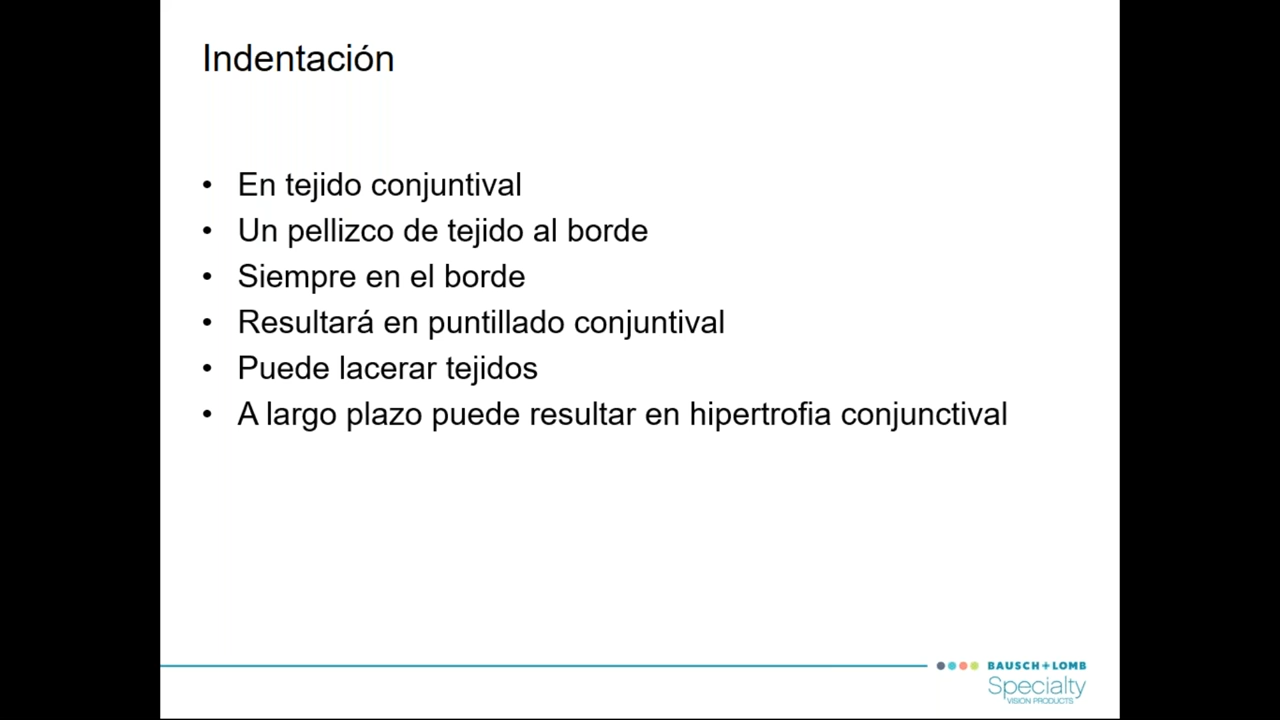 Indentación
• En tejido conjuntival
• Un pellizco de tejido al borde
• Siempre en el borde
• Resultará en puntillado conjuntival
• Puede lacerar tejidos
• A largo plazo puede resultar en hipertrofia conjunctival
BAUSCH+LOMB
Specialty
VISION PRODUCTS